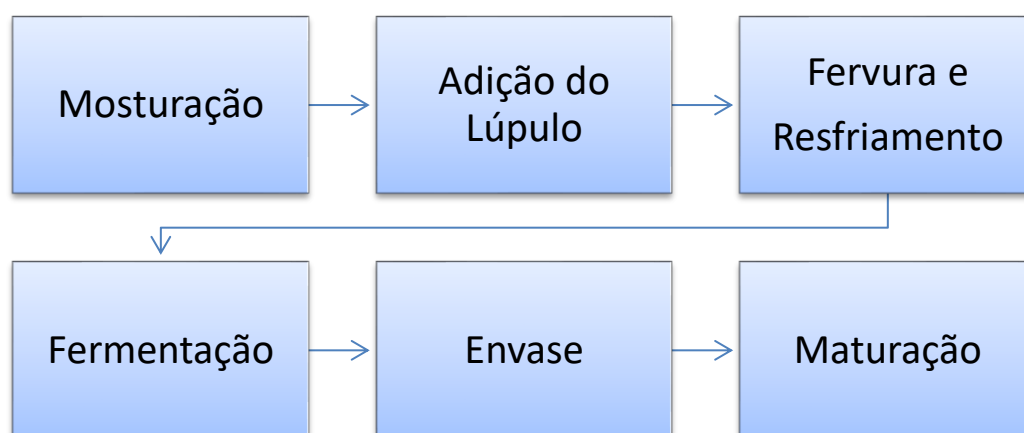 Mosturação
Adição do
Lúpulo
Fervura e
Resfriamento
Fermentação
Envase
Maturação